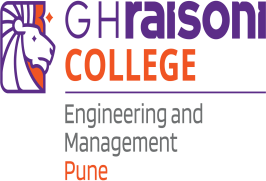 GHRAISONI
COLLEGE
Engineering and
Management
Pune